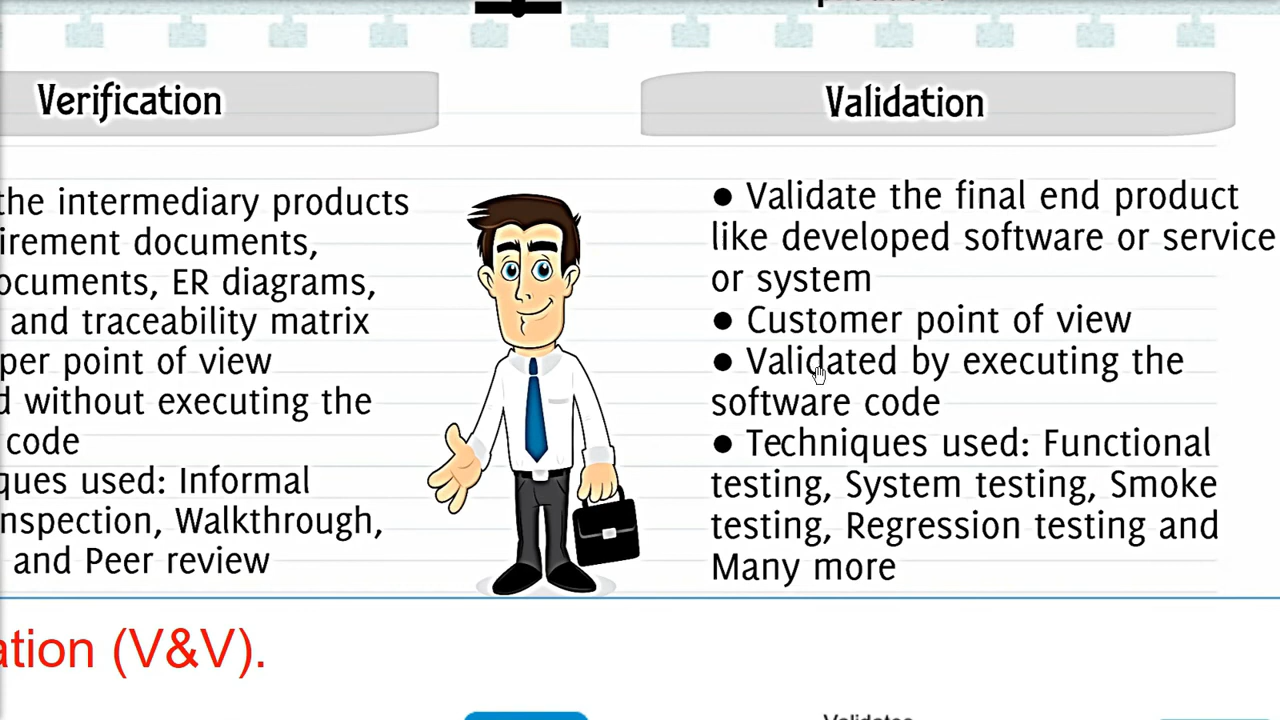 Verification
the intermediary products
irement documents,
ocuments, ER diagrams,
and traceability matrix
per point of view
d without executing the
code
ques used: Informal
nspection, Walkthrough,
and Peer review
Validation
● Validate the final end product
like developed software or service
or system
● Customer point of view
● Validated by executing the
software code
● Techniques used: Functional
testing, System testing, Smoke
testing, Regression testing and
Many more
ation (V&V).
Validates